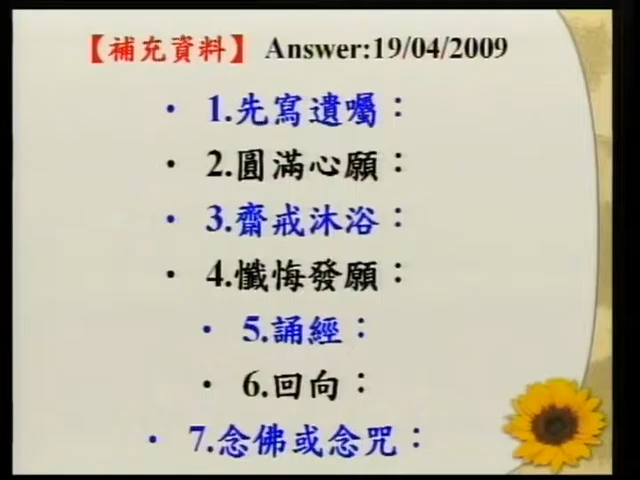 【補充資料】 Answer:19/04/2009
• 1.先寫遺囑：
• 2.圓滿心願：
• 3.齋戒沐浴：
• 4.懺悔發願：
• 5.誦經：
• 6.回向：
• 7.念佛或念咒：